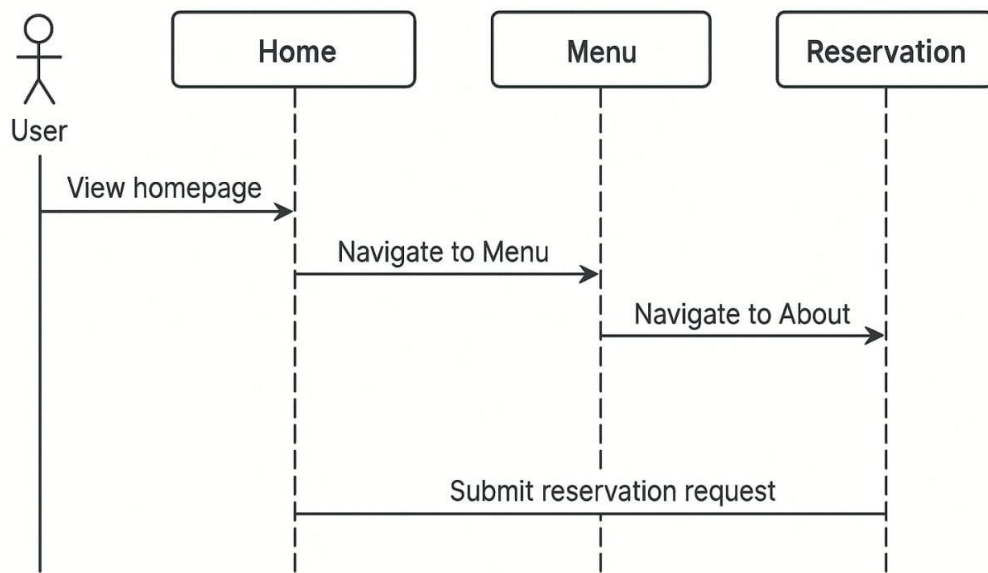 Home
Menu
Reservation
User
View homepage
Navigate to Menu
Navigate to About
Submit reservation request